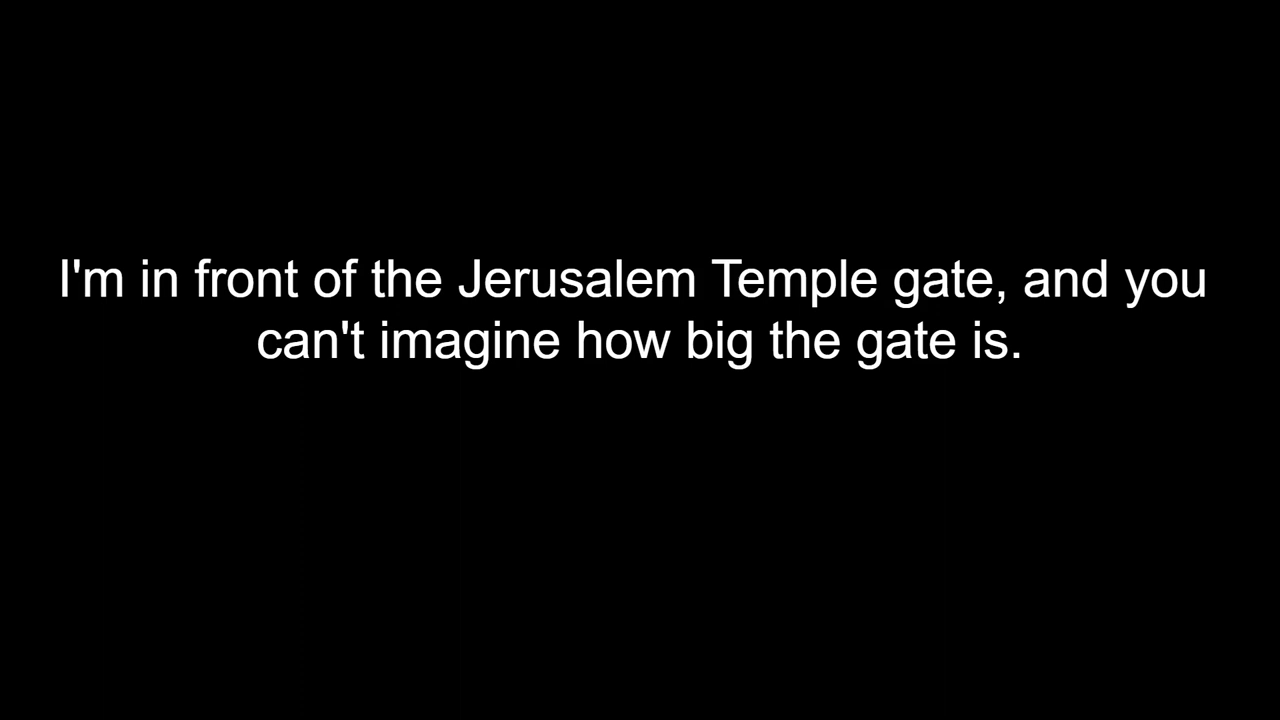 I'm in front of the Jerusalem Temple gate, and you
can't imagine how big the gate is.